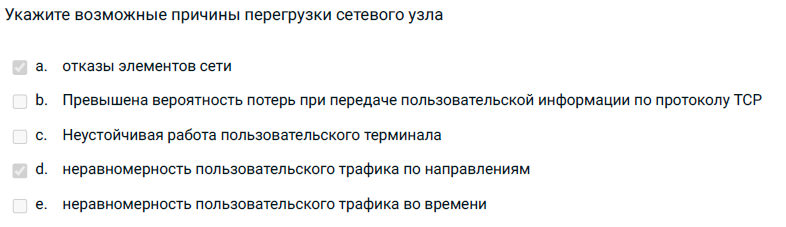 Укажите возможные причины перегрузки сетевого узла
a. отказы элементов сети
b. Превышена вероятность потерь при передаче пользовательской информации по протоколу TCP
c. Неустойчивая работа пользовательского терминала
d. неравномерность пользовательского трафика по направлениям
e. неравномерность пользовательского трафика во времени